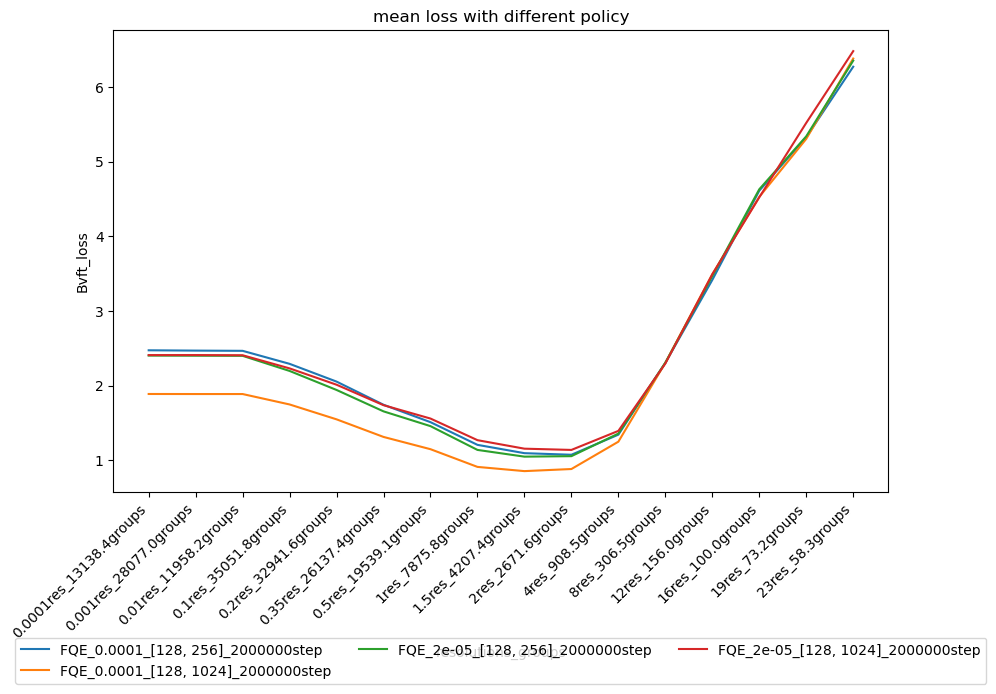 mean loss with different policy
Bvft_loss
6
5
4
3
2
1
0.0001res_13138.4groups
0.001res_28077.0groups
0.01res_11958.2groups
0.1res_35051.8groups
0.2res_32941.6groups
0.35res_26137.4groups
0.5res_19539.1groups
1res_7875.8groups
1.5res_4207.4groups
2res_2671.6groups
4res_908.5groups
8res_306.5groups
12res_156.0groups
16res_100.0groups
19res_73.2groups
23res_58.3groups
FQE_0.0001_[128, 256]_2000000step
FQE_0.0001_[128, 1024]_2000000step
FQE_2e-05_[128, 256]_2000000step
FQE_2e-05_[128, 1024]_2000000step